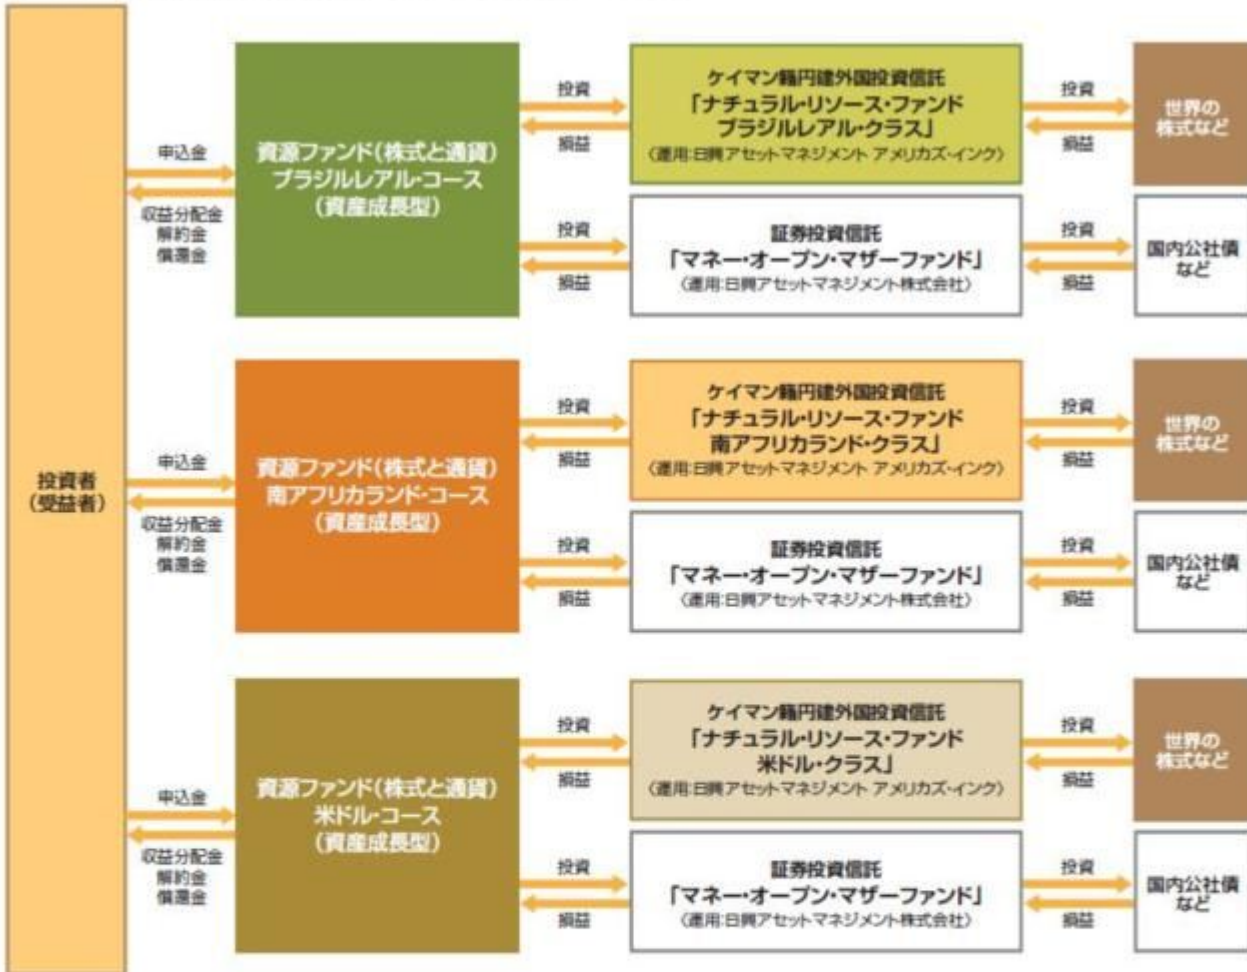 投資者
（受益者）
申込金
収益分配金
解約金
償還金
資源ファンド（株式と通貨）
ブラジルレアル・コース
（資産成長型）
投資
損益
ケイマン籍円建外国投資信託
「ナチュラル・リソース・ファンド
ブラジルレアル・クラス」
〈運用：日興アセットマネジメント アメリカズ・インク〉
投資
損益
世界の
株式など
投資
損益
証券投資信託
「マネー・オープン・マザーファンド」
〈運用：日興アセットマネジメント株式会社〉
投資
損益
国内公社債
など
申込金
収益分配金
解約金
償還金
資源ファンド（株式と通貨）
南アフリカランド・コース
（資産成長型）
投資
損益
ケイマン籍円建外国投資信託
「ナチュラル・リソース・ファンド
南アフリカランド・クラス」
〈運用：日興アセットマネジメント アメリカズ・インク〉
投資
損益
世界の
株式など
投資
損益
証券投資信託
「マネー・オープン・マザーファンド」
〈運用：日興アセットマネジメント株式会社〉
投資
損益
国内公社債
など
申込金
収益分配金
解約金
償還金
資源ファンド（株式と通貨）
米ドル・コース
（資産成長型）
投資
損益
ケイマン籍円建外国投資信託
「ナチュラル・リソース・ファンド
米ドル・クラス」
〈運用：日興アセットマネジメント アメリカズ・インク〉
投資
損益
世界の
株式など
投資
損益
証券投資信託
「マネー・オープン・マザーファンド」
〈運用：日興アセットマネジメント株式会社〉
投資
損益
国内公社債
など